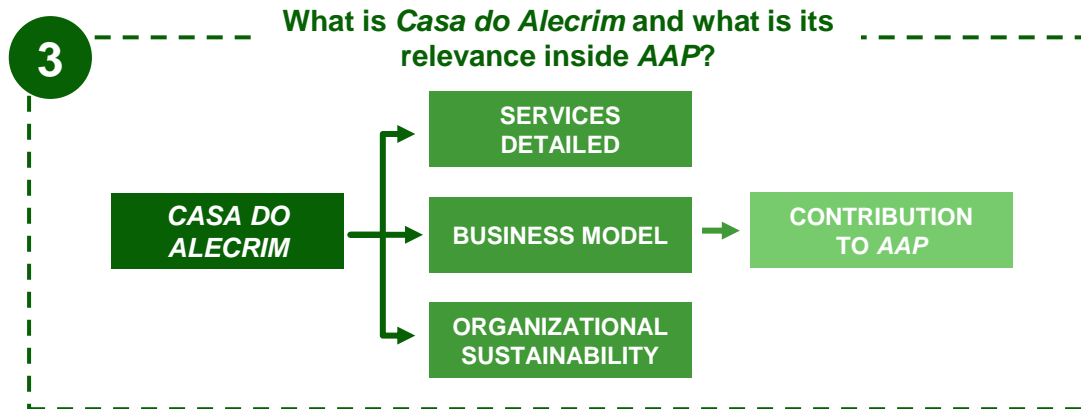 3
What is Casa do Alecrim and what is its
relevance inside AAP?
SERVICES
DETAILED
CASA DO
ALECRIM
BUSINESS MODEL
CONTRIBUTION
TO AAP
ORGANIZATIONAL
SUSTAINABILITY